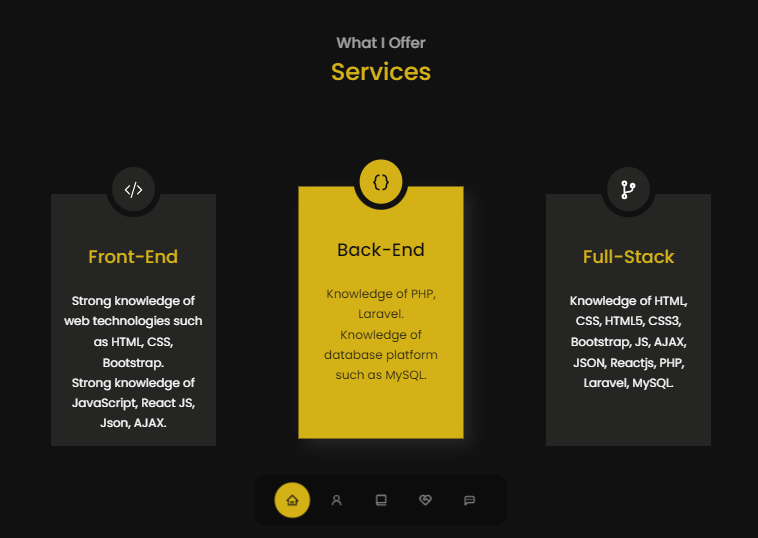 What I Offer
Services
Front-End
Strong knowledge of
web technologies such
as HTML, CSS,
Bootstrap.
Strong knowledge of
JavaScript, React JS,
Json, AJAX.
Back-End
Knowledge of PHP,
Laravel.
Knowledge of
database platform
such as MySQL.
Full-Stack
Knowledge of HTML,
CSS, HTML5, CSS3,
Bootstrap, JS, AJAX,
JSON, Reactjs, PHP,
Laravel, MySQL.